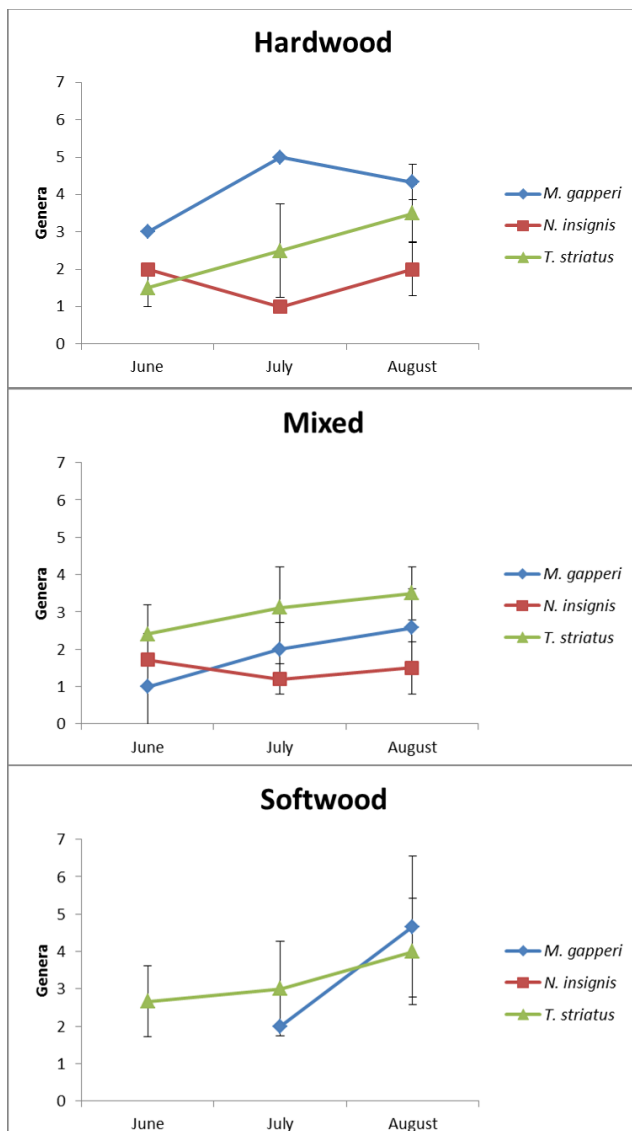 Hardwood
7
6
5
4
3
2
1
0
Genera
June July August
M. gapperi
N. insignis
T. striatus
Mixed
7
6
5
4
3
2
1
0
Genera
June July August
M. gapperi
N. insignis
T. striatus
Softwood
7
6
5
4
3
2
1
0
Genera
June July August
M. gapperi
N. insignis
T. striatus